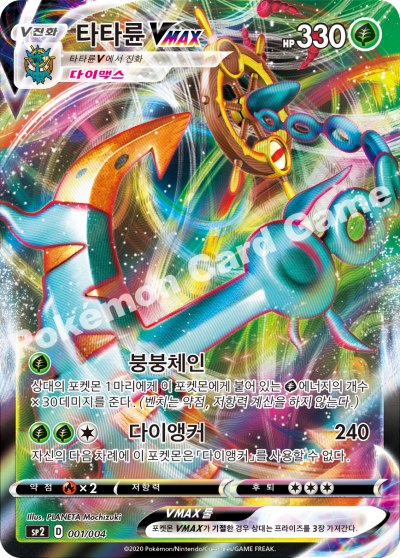 V진화
타타륜 VMAX
HP 330
타타륜V에서 진화
다이맥스
Pokémon Card Game
붕붕체인
상대의 포켓몬 1마리에게 이 포켓몬에게 붙어 있는 에너지의 개수
×30데미지를 준다. (벤치는 약점, 저항력 계산을 하지 않는다.)
다이앵커 240
자신의 다음 차례에 이 포켓몬은 「다이앵커」를 사용할 수 없다.
약점 ×2 저항력 후퇴
Illus. PLANETA Mochizuki
SP2 D 001/004
VMAX 룰
포켓몬 VMAX가 기절한 경우 상대는 프라이즈를 3장 가져간다.
©2020 Pokémon/Nintendo/Creatures/GAME FREAK.